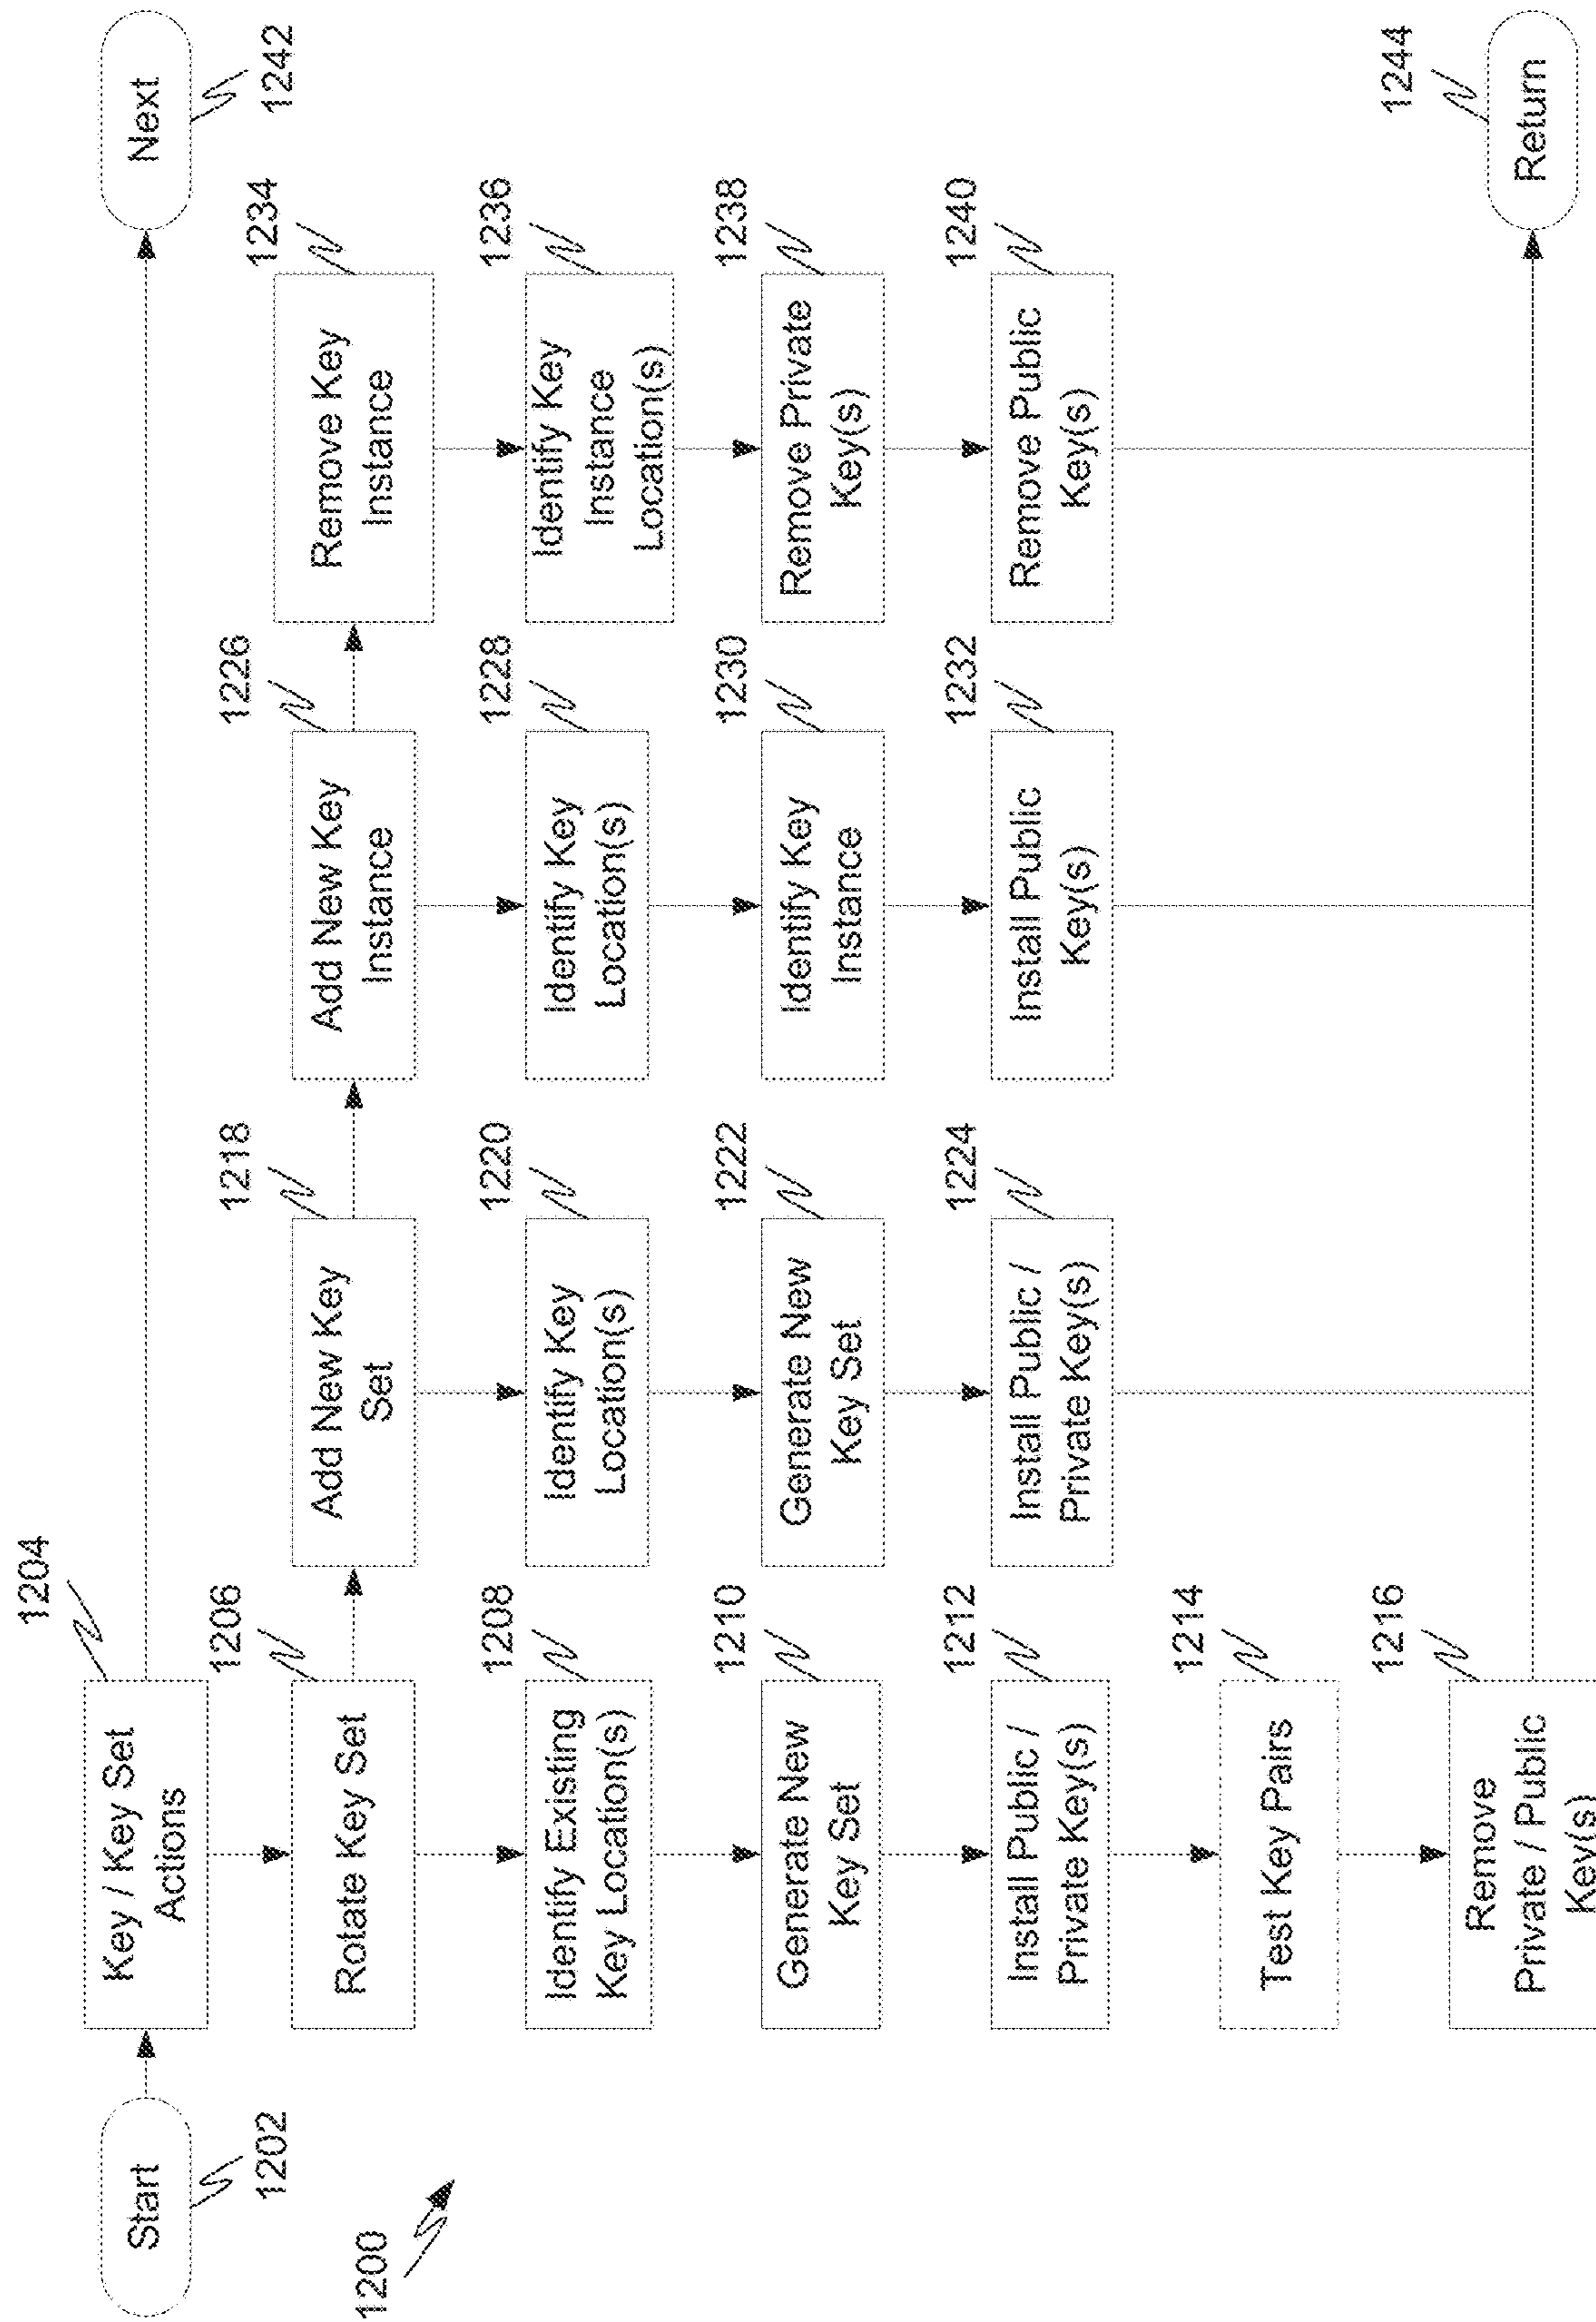 1200
Start
1202
Key / Key Set
Actions
1204
Next
1242
Rotate Key Set
1206
Identify Existing
Key Location(s)
1208
Generate New
Key Set
1210
Install Public /
Private Key(s)
1212
Test Key Pairs
1214
Remove
Private / Public
Key(s)
1216
Add New Key
Set
1218
Identify Key
Location(s)
1220
Generate New
Key Set
1222
Install Public /
Private Key(s)
1224
Add New Key
Instance
1226
Identify Key
Location(s)
1228
Identify Key
Instance
1230
Install Public
Key(s)
1232
Remove Key
Instance
1234
Identify Key
Instance
Location(s)
1236
Remove Private
Key(s)
1238
Remove Public
Key(s)
1240
Return
1244